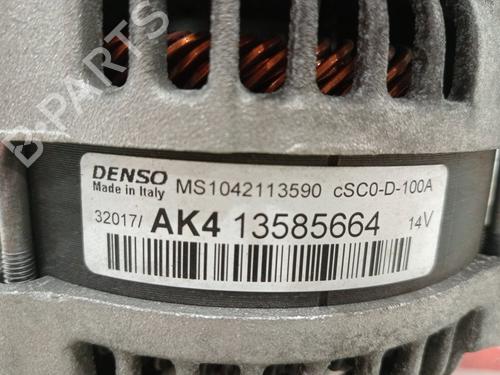 B-PARTS
DENSO
Made in Italy
MS1042113590 cSC0-D-100A
32017/ AK4 13585664 14V